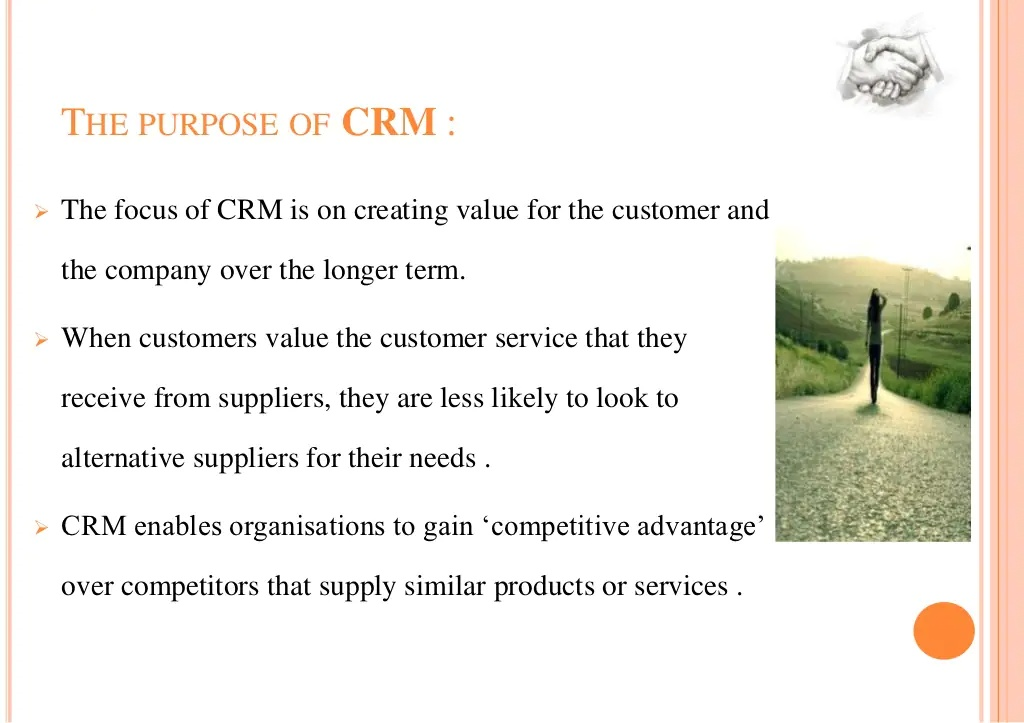 THE PURPOSE OF CRM :
➢ The focus of CRM is on creating value for the customer and
the company over the longer term.
➢ When customers value the customer service that they
receive from suppliers, they are less likely to look to
alternative suppliers for their needs .
➢ CRM enables organisations to gain ‘competitive advantage’
over competitors that supply similar products or services .